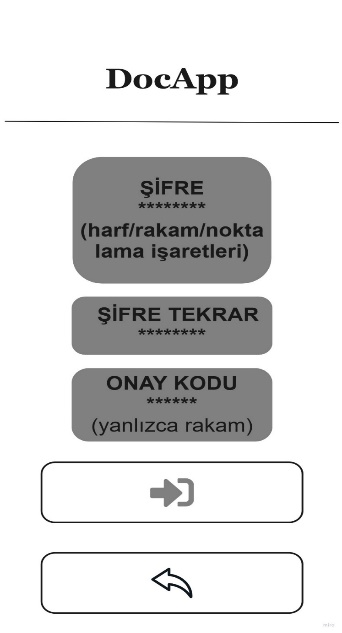 DocApp
ŞİFRE
********
(harf/rakam/nokta
lama işaretleri)
ŞİFRE TEKRAR
********
ONAY KODU
******
(yanlızca rakam)